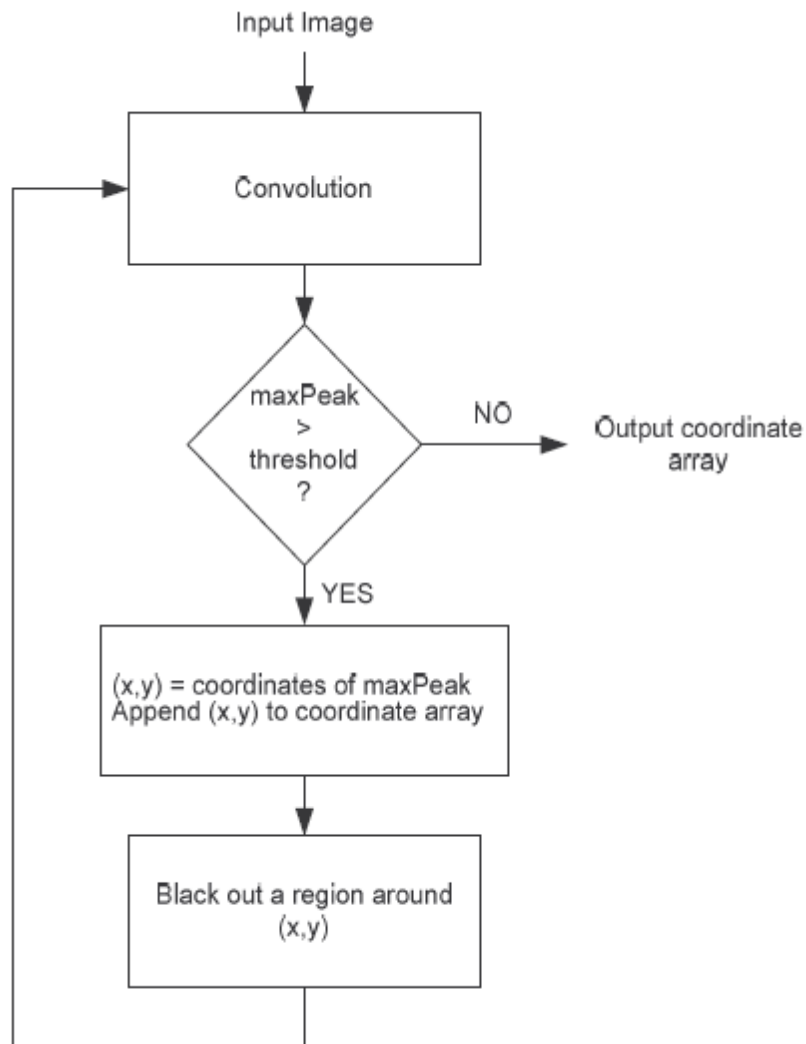 Input Image
Convolution
maxPeak
>
threshold
?
NO
Output coordinate
array
YES
(x,y) = coordinates of maxPeak
Append (x,y) to coordinate array
Black out a region around
(x,y)